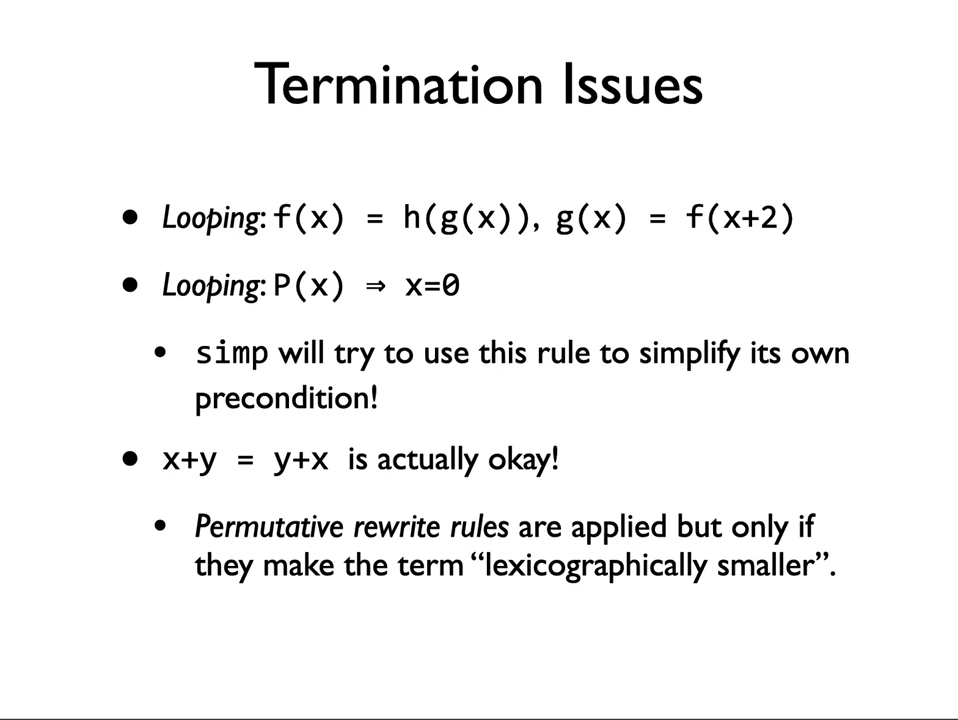 Termination Issues
• Looping: f(x) = h(g(x)), g(x) = f(x+2)
• Looping: P(x) ⇒ x=0
• simp will try to use this rule to simplify its own
precondition!
• x+y = y+x is actually okay!
• Permutative rewrite rules are applied but only if
they make the term “lexicographically smaller”.